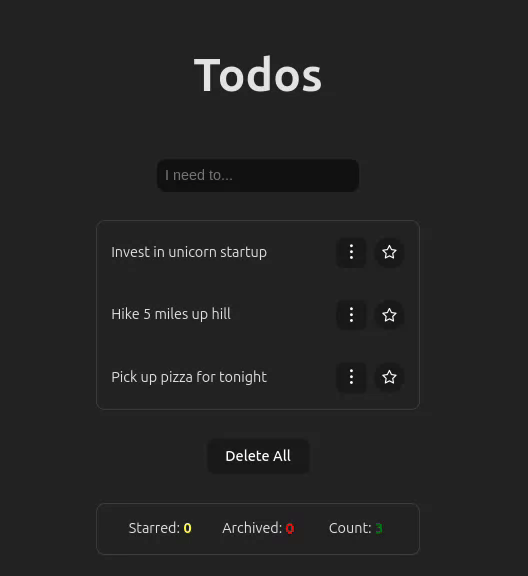 Todos
I need to...
Invest in unicorn startup
Hike 5 miles up hill
Pick up pizza for tonight
Delete All
Starred: 0 Archived: 0 Count: 3